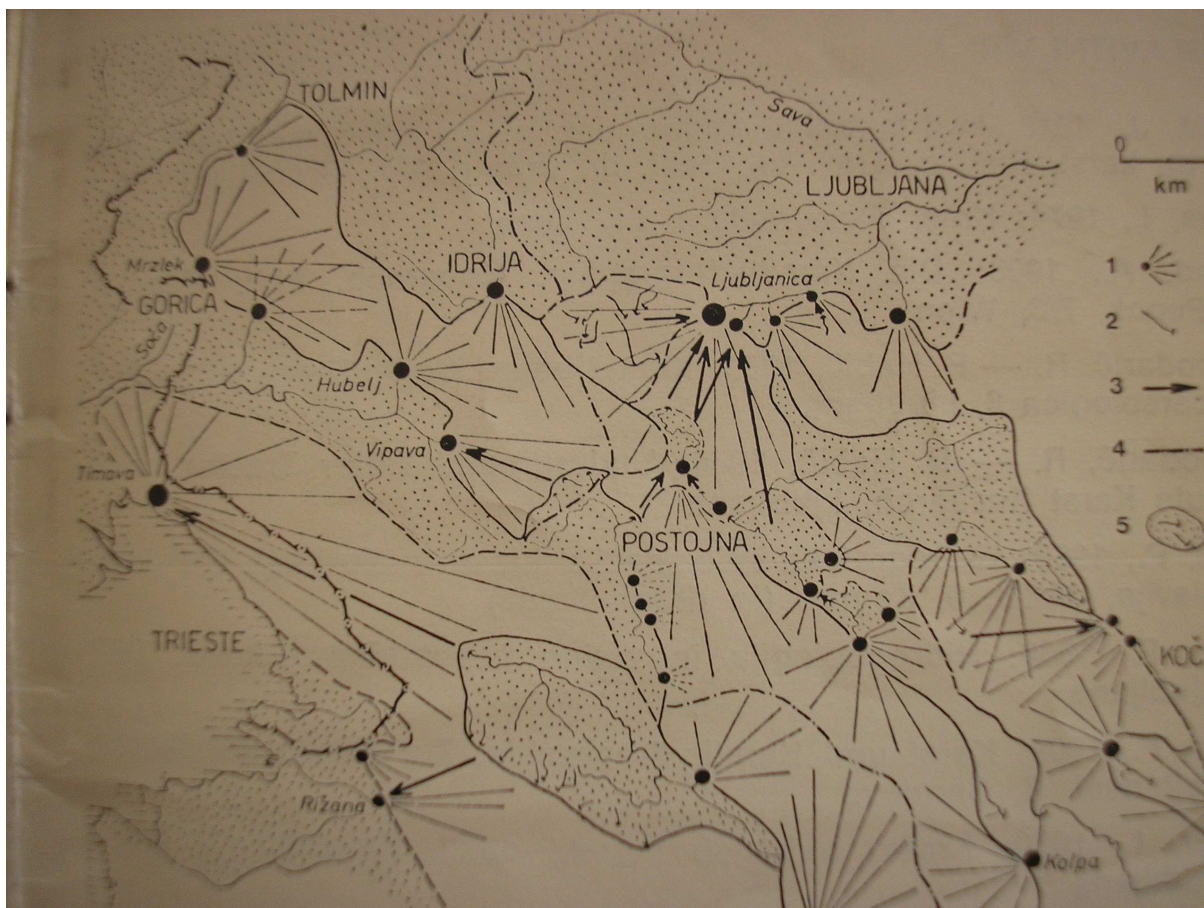 TOLMIN
Sava
0
km
LJUBLJANA
Mrzlek
IDRIJA
Ljubljanica
1
GORICA
Soča
2
Hubelj
3
Vipava
4
Timava
5
POSTOJNA
TRIESTE
KOČ
Rižana
Kolpa